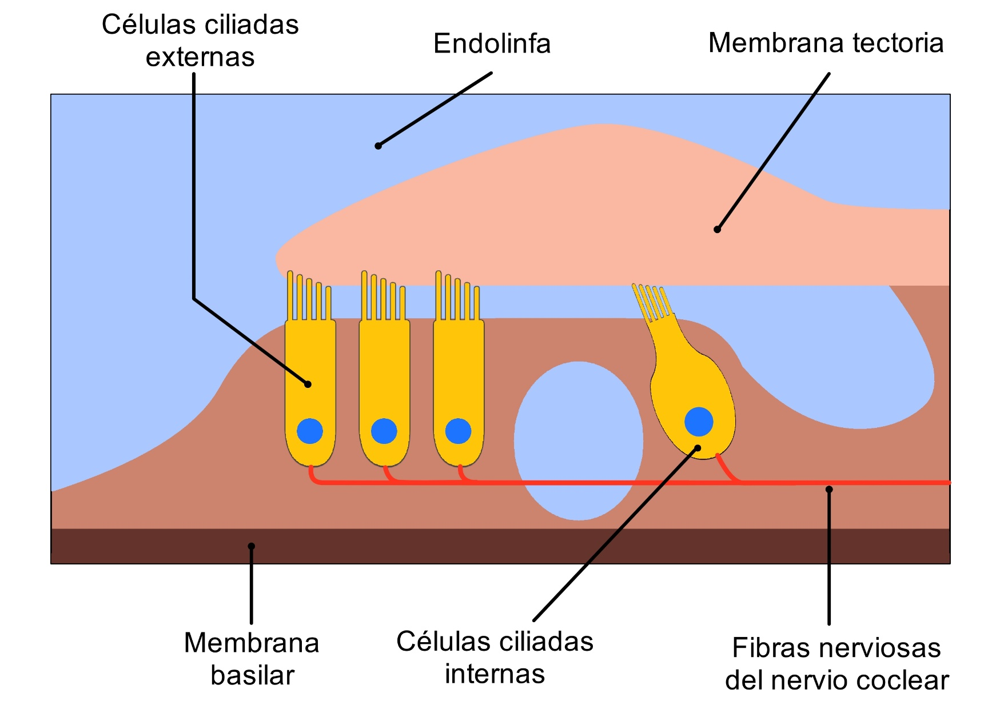 Células ciliadas
externas
Endolinfa
Membrana tectoria
Membrana
basilar
Células ciliadas
internas
Fibras nerviosas
del nervio coclear